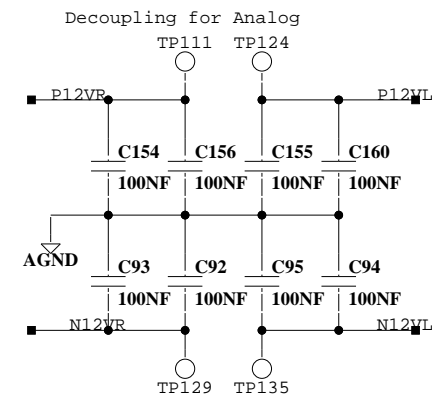 Decoupling for Analog
TP111 TP124
P12VR P12VL
C154 C156 C155 C160
100NF 100NF 100NF 100NF
AGND
C93 C92 C95 C94
100NF 100NF 100NF 100NF
N12VR N12VL
TP129 TP135